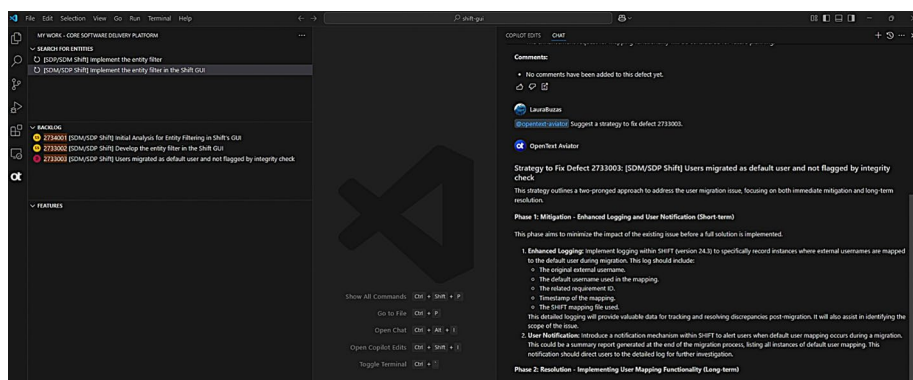 File Edit Selection View Go Run Terminal Help
shift-gui
MY WORK - CORE SOFTWARE DELIVERY PLATFORM
SEARCH FOR ENTITIES
[SDP/SDM Shift] Implement the entity filter
[SDM/SDP Shift] Implement the entity filter in the Shift GUI
BACKLOG
2734001 [SDM/SDP Shift] Initial Analysis for Entity Filtering in Shift's GUI
2733002 [SDM/SDP Shift] Develop the entity filter in the Shift GUI
2733003 [SDM/SDP Shift] Users migrated as default user and not flagged by integrity check
FEATURES
Show All Commands Ctrl + Shift + P
Go to File Ctrl + P
Open Chat Ctrl + Alt + I
Open Copilot Edits Ctrl + Shift + I
Toggle Terminal Ctrl + `
COPILOT EDITS CHAT
Comments:
• No comments have been added to this defect yet.
LauraBuzas
@opentext-aviator Suggest a strategy to fix defect 2733003.
ot OpenText Aviator
Strategy to Fix Defect 2733003: [SDM/SDP Shift] Users migrated as default user and not flagged by integrity
check
This strategy outlines a two-pronged approach to address the user migration issue, focusing on both immediate mitigation and long-term
resolution.
Phase 1: Mitigation - Enhanced Logging and User Notification (Short-term)
This phase aims to minimize the impact of the existing issue before a full solution is implemented.
1. Enhanced Logging: Implement logging within SHIFT (version 24.3) to specifically record instances where external usernames are mapped
to the default user during migration. This log should include:
○ The original external username.
○ The default username used in the mapping.
○ The related requirement ID.
○ Timestamp of the mapping.
○ The SHIFT mapping file used.
This detailed logging will provide valuable data for tracking and resolving discrepancies post-migration. It will also assist in identifying the
scope of the issue.
2. User Notification: Introduce a notification mechanism within SHIFT to alert users when default user mapping occurs during a migration.
This could be a summary report generated at the end of the migration process, listing all instances of default user mapping. This
notification should direct users to the detailed log for further investigation.
Phase 2: Resolution - Implementing User Mapping Functionality (Long-term)